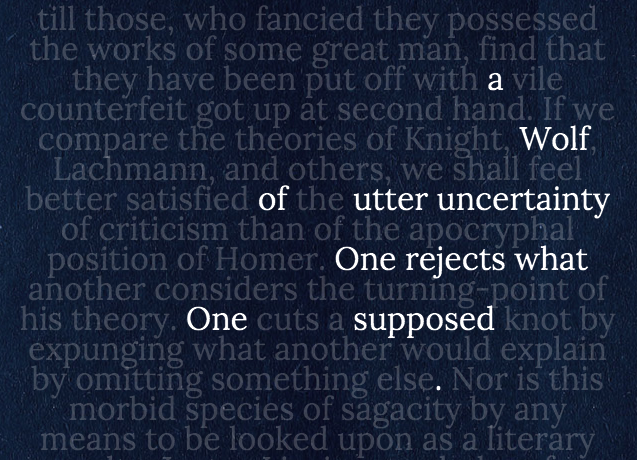 till those, who fancied they possessed
the works of some great man, find that
they have been put off with a vile
counterfeit got up at second hand. If we
compare the theories of Knight, Wolf,
Lachmann, and others, we shall feel
better satisfied of the utter uncertainty
of criticism than of the apocryphal
position of Homer. One rejects what
another considers the turning-point of
his theory. One cuts a supposed knot by
expunging what another would explain
by omitting something else. Nor is this
morbid species of sagacity by any
means to be looked upon as a literary